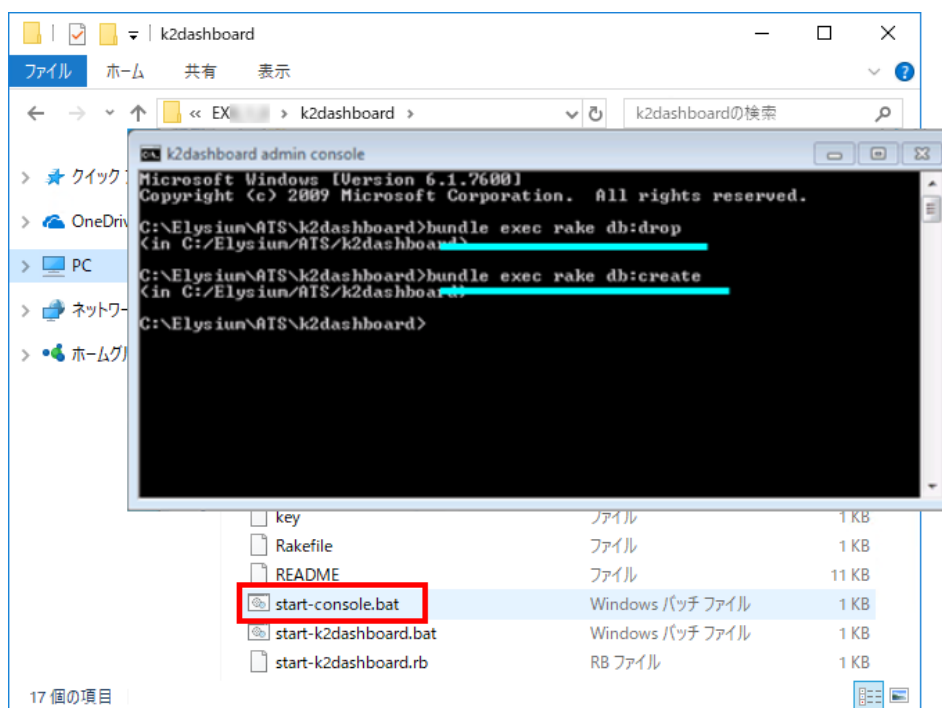 k2dashboard
ファイル ホーム 共有 表示
« EX > k2dashboard >
k2dashboardの検索
クイック
OneDriv
PC
ネットワー
ホームグル
k2dashboard admin console
Microsoft Windows [Version 6.1.7600]
Copyright (c) 2009 Microsoft Corporation. All rights reserved.
C:\Elysiun\ATS\k2dashboard>bundle exec rake db:drop
(in C:/Elysiun/ATS/k2dashboard)
C:\Elysiun\ATS\k2dashboard>bundle exec rake db:create
(in C:/Elysiun/ATS/k2dashboard)
C:\Elysiun\ATS\k2dashboard>
key ファイル 1 KB
Rakefile ファイル 1 KB
README ファイル 11 KB
start-console.bat Windows バッチ ファイル 1 KB
start-k2dashboard.bat Windows バッチ ファイル 1 KB
start-k2dashboard.rb RB ファイル 1 KB
17 個の項目